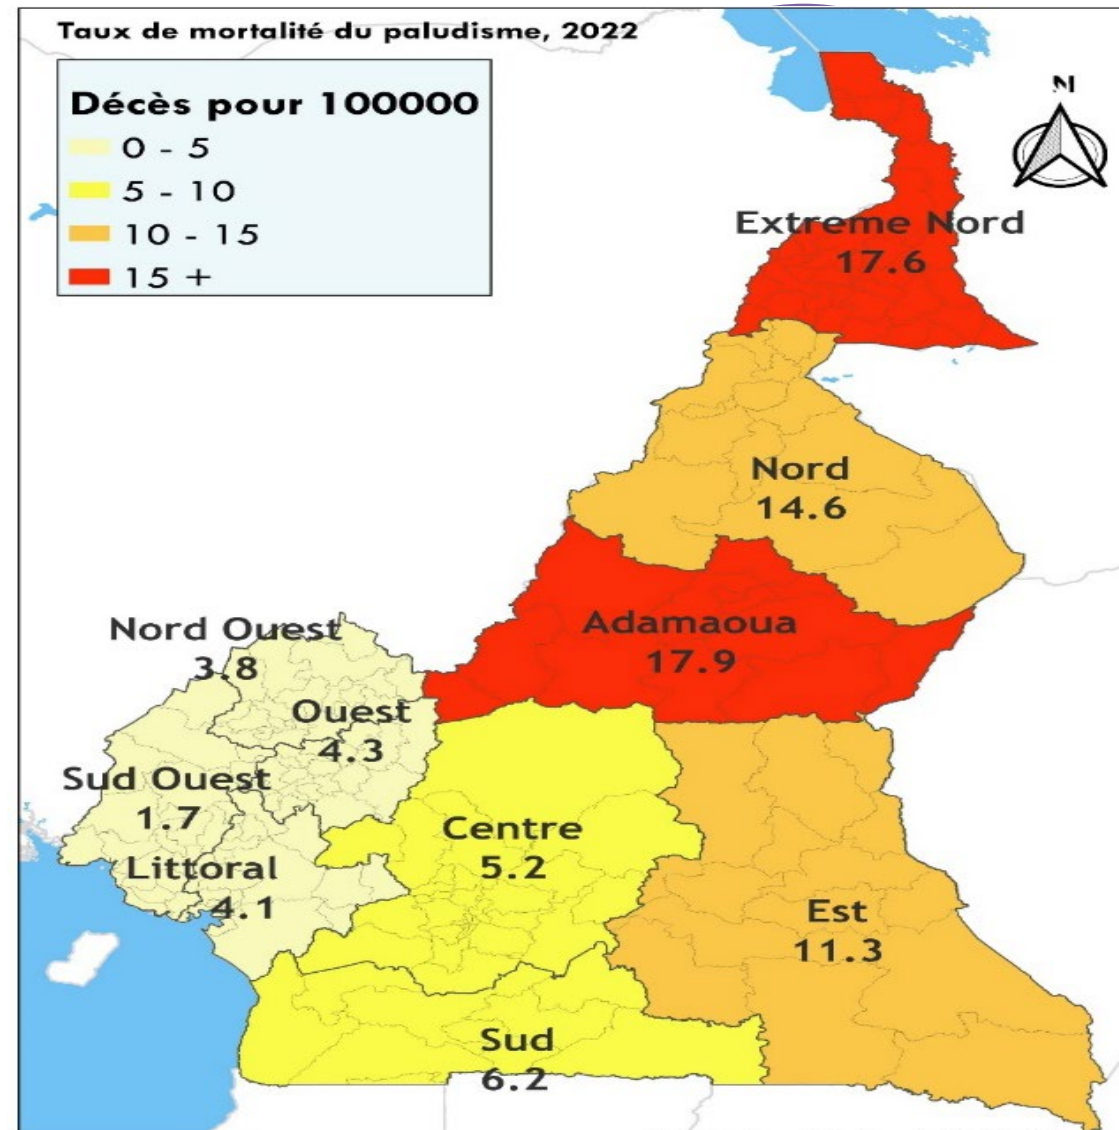 Taux de mortalité du paludisme, 2022
Décès pour 100000
0 - 5
5 - 10
10 - 15
15 +
N
Extreme Nord
17.6
Nord
14.6
Adamaoua
17.9
Nord Ouest
3.8
Ouest
4.3
Sud Ouest
1.7
Littoral
4.1
Centre
5.2
Est
11.3
Sud
6.2